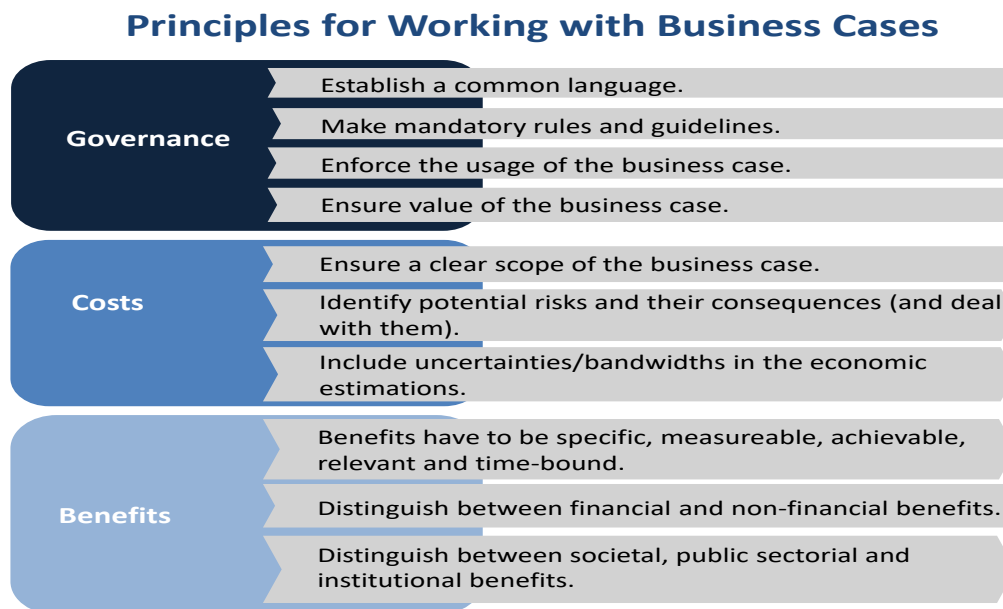 Principles for Working with Business Cases
Governance
Establish a common language.
Make mandatory rules and guidelines.
Enforce the usage of the business case.
Ensure value of the business case.
Costs
Ensure a clear scope of the business case.
Identify potential risks and their consequences (and deal
with them).
Include uncertainties/bandwidths in the economic
estimations.
Benefits
Benefits have to be specific, measureable, achievable,
relevant and time-bound.
Distinguish between financial and non-financial benefits.
Distinguish between societal, public sectorial and
institutional benefits.